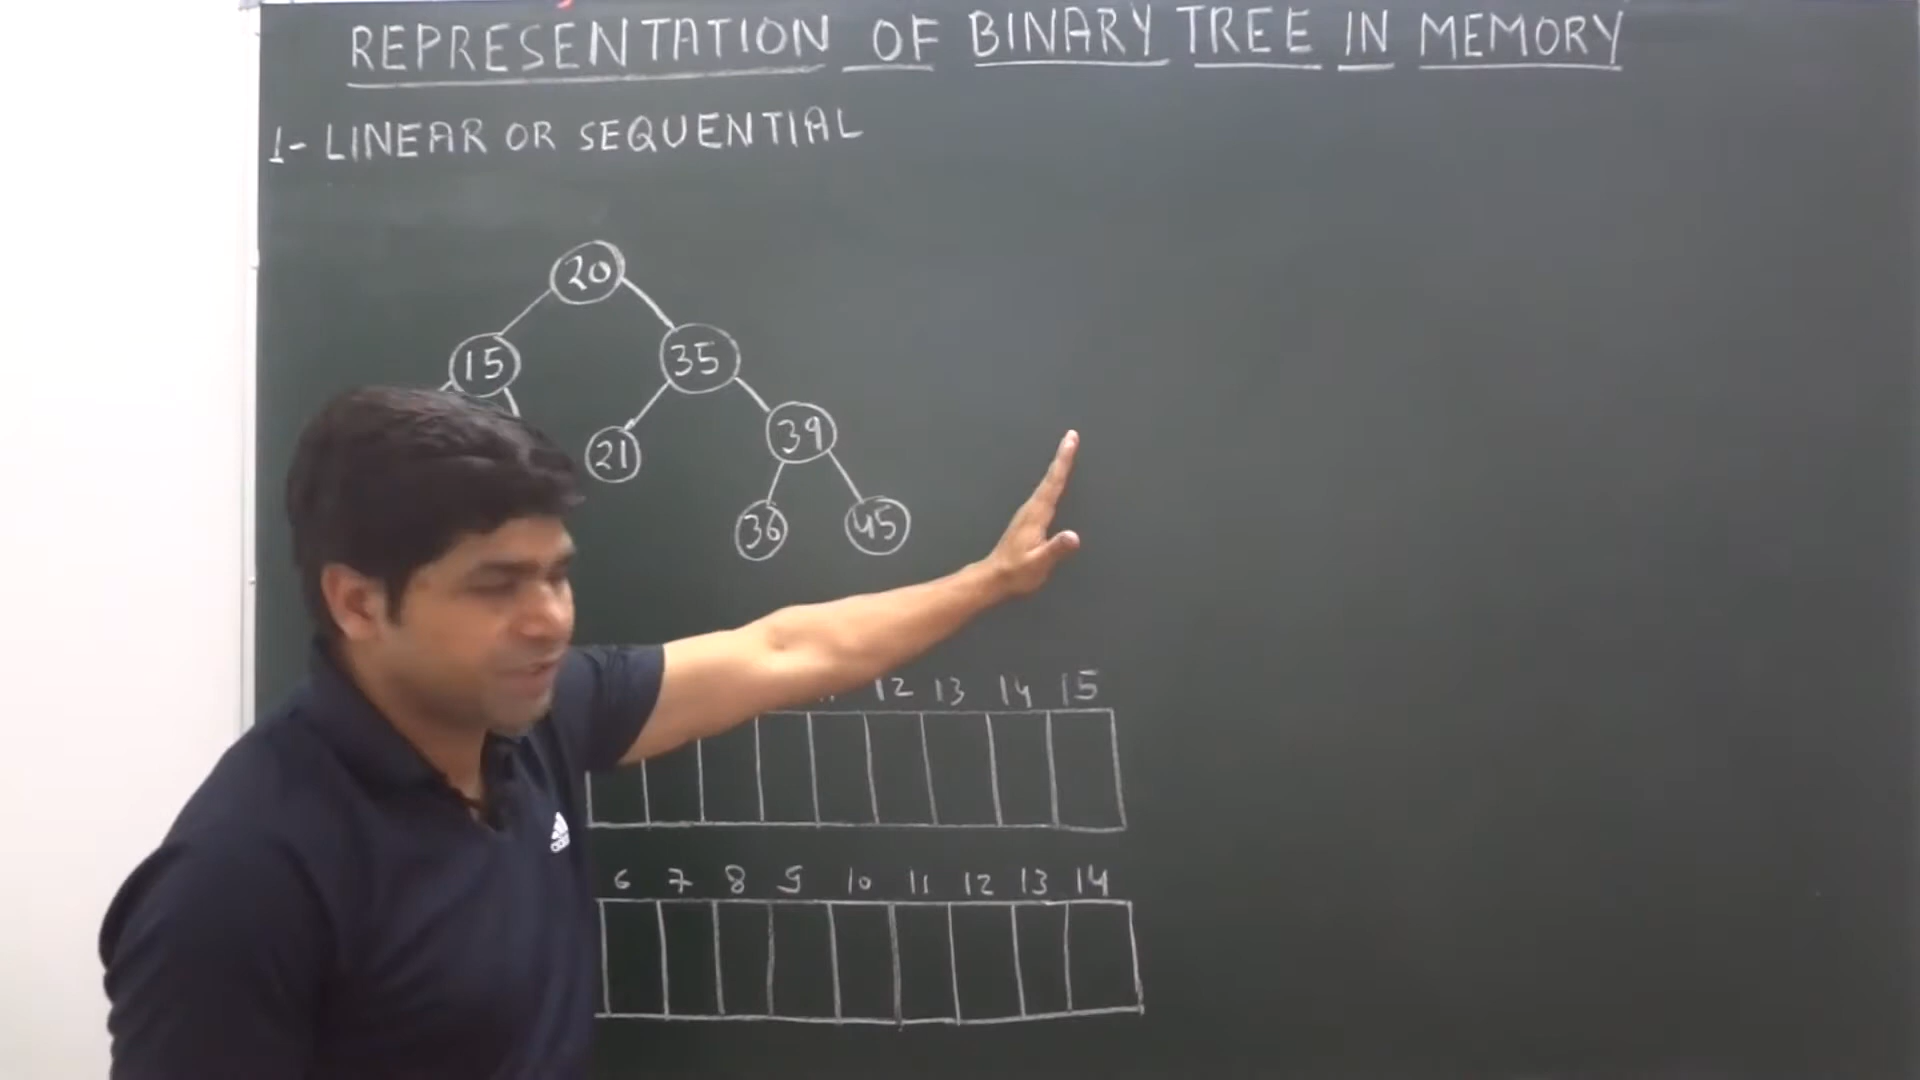 REPRESENTATION OF BINARY TREE IN MEMORY
1- LINEAR OR SEQUENTIAL
20
15 35
21 39
36 45
12 13 14 15
6 7 8 9 10 11 12 13 14